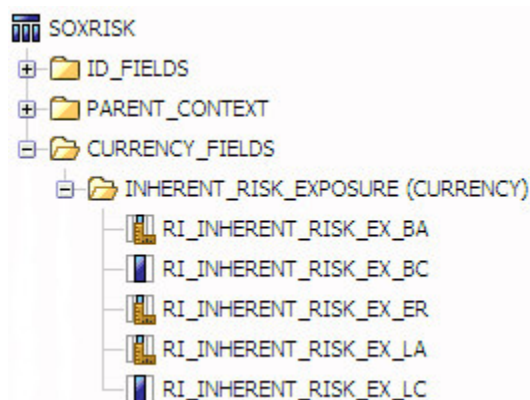 SOXRISK
ID_FIELDS
PARENT_CONTEXT
CURRENCY_FIELDS
INHERENT_RISK_EXPOSURE (CURRENCY)
RI_INHERENT_RISK_EX_BA
RI_INHERENT_RISK_EX_BC
RI_INHERENT_RISK_EX_ER
RI_INHERENT_RISK_EX_LA
RI_INHERENT_RISK_EX_LC